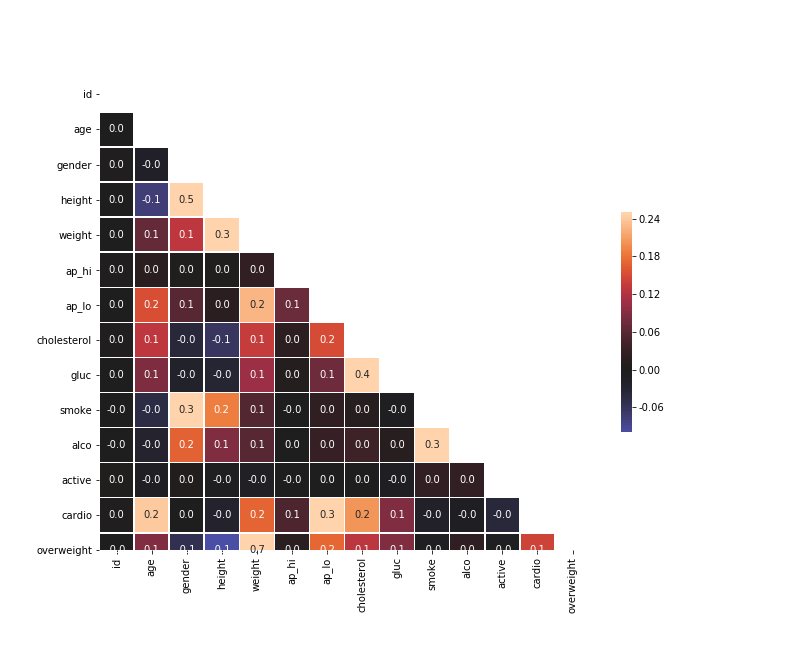 id
age 0.0
gender 0.0 -0.0
height 0.0 -0.1 0.5
weight 0.0 0.1 0.1 0.3
ap_hi 0.0 0.0 0.0 0.0 0.0
ap_lo 0.0 0.2 0.1 0.0 0.2 0.1
cholesterol 0.0 0.1 -0.0 -0.1 0.1 0.0 0.2
gluc 0.0 0.1 -0.0 -0.0 0.1 0.0 0.1 0.4
smoke -0.0 -0.0 0.3 0.2 0.1 -0.0 0.0 0.0 -0.0
alco -0.0 -0.0 0.2 0.1 0.1 0.0 0.0 0.0 0.0 0.3
active 0.0 -0.0 0.0 -0.0 -0.0 -0.0 0.0 0.0 -0.0 0.0 0.0
cardio 0.0 0.2 0.0 -0.0 0.2 0.1 0.3 0.2 0.1 -0.0 -0.0 -0.0
overweight 0.1 -0.1 -0.1 0.7 0.0 0.2 0.1 0.1 0.0 0.1
id age gender height weight ap_hi ap_lo cholesterol gluc smoke alco active cardio overweight
0.24
0.18
0.12
0.06
0.00
-0.06